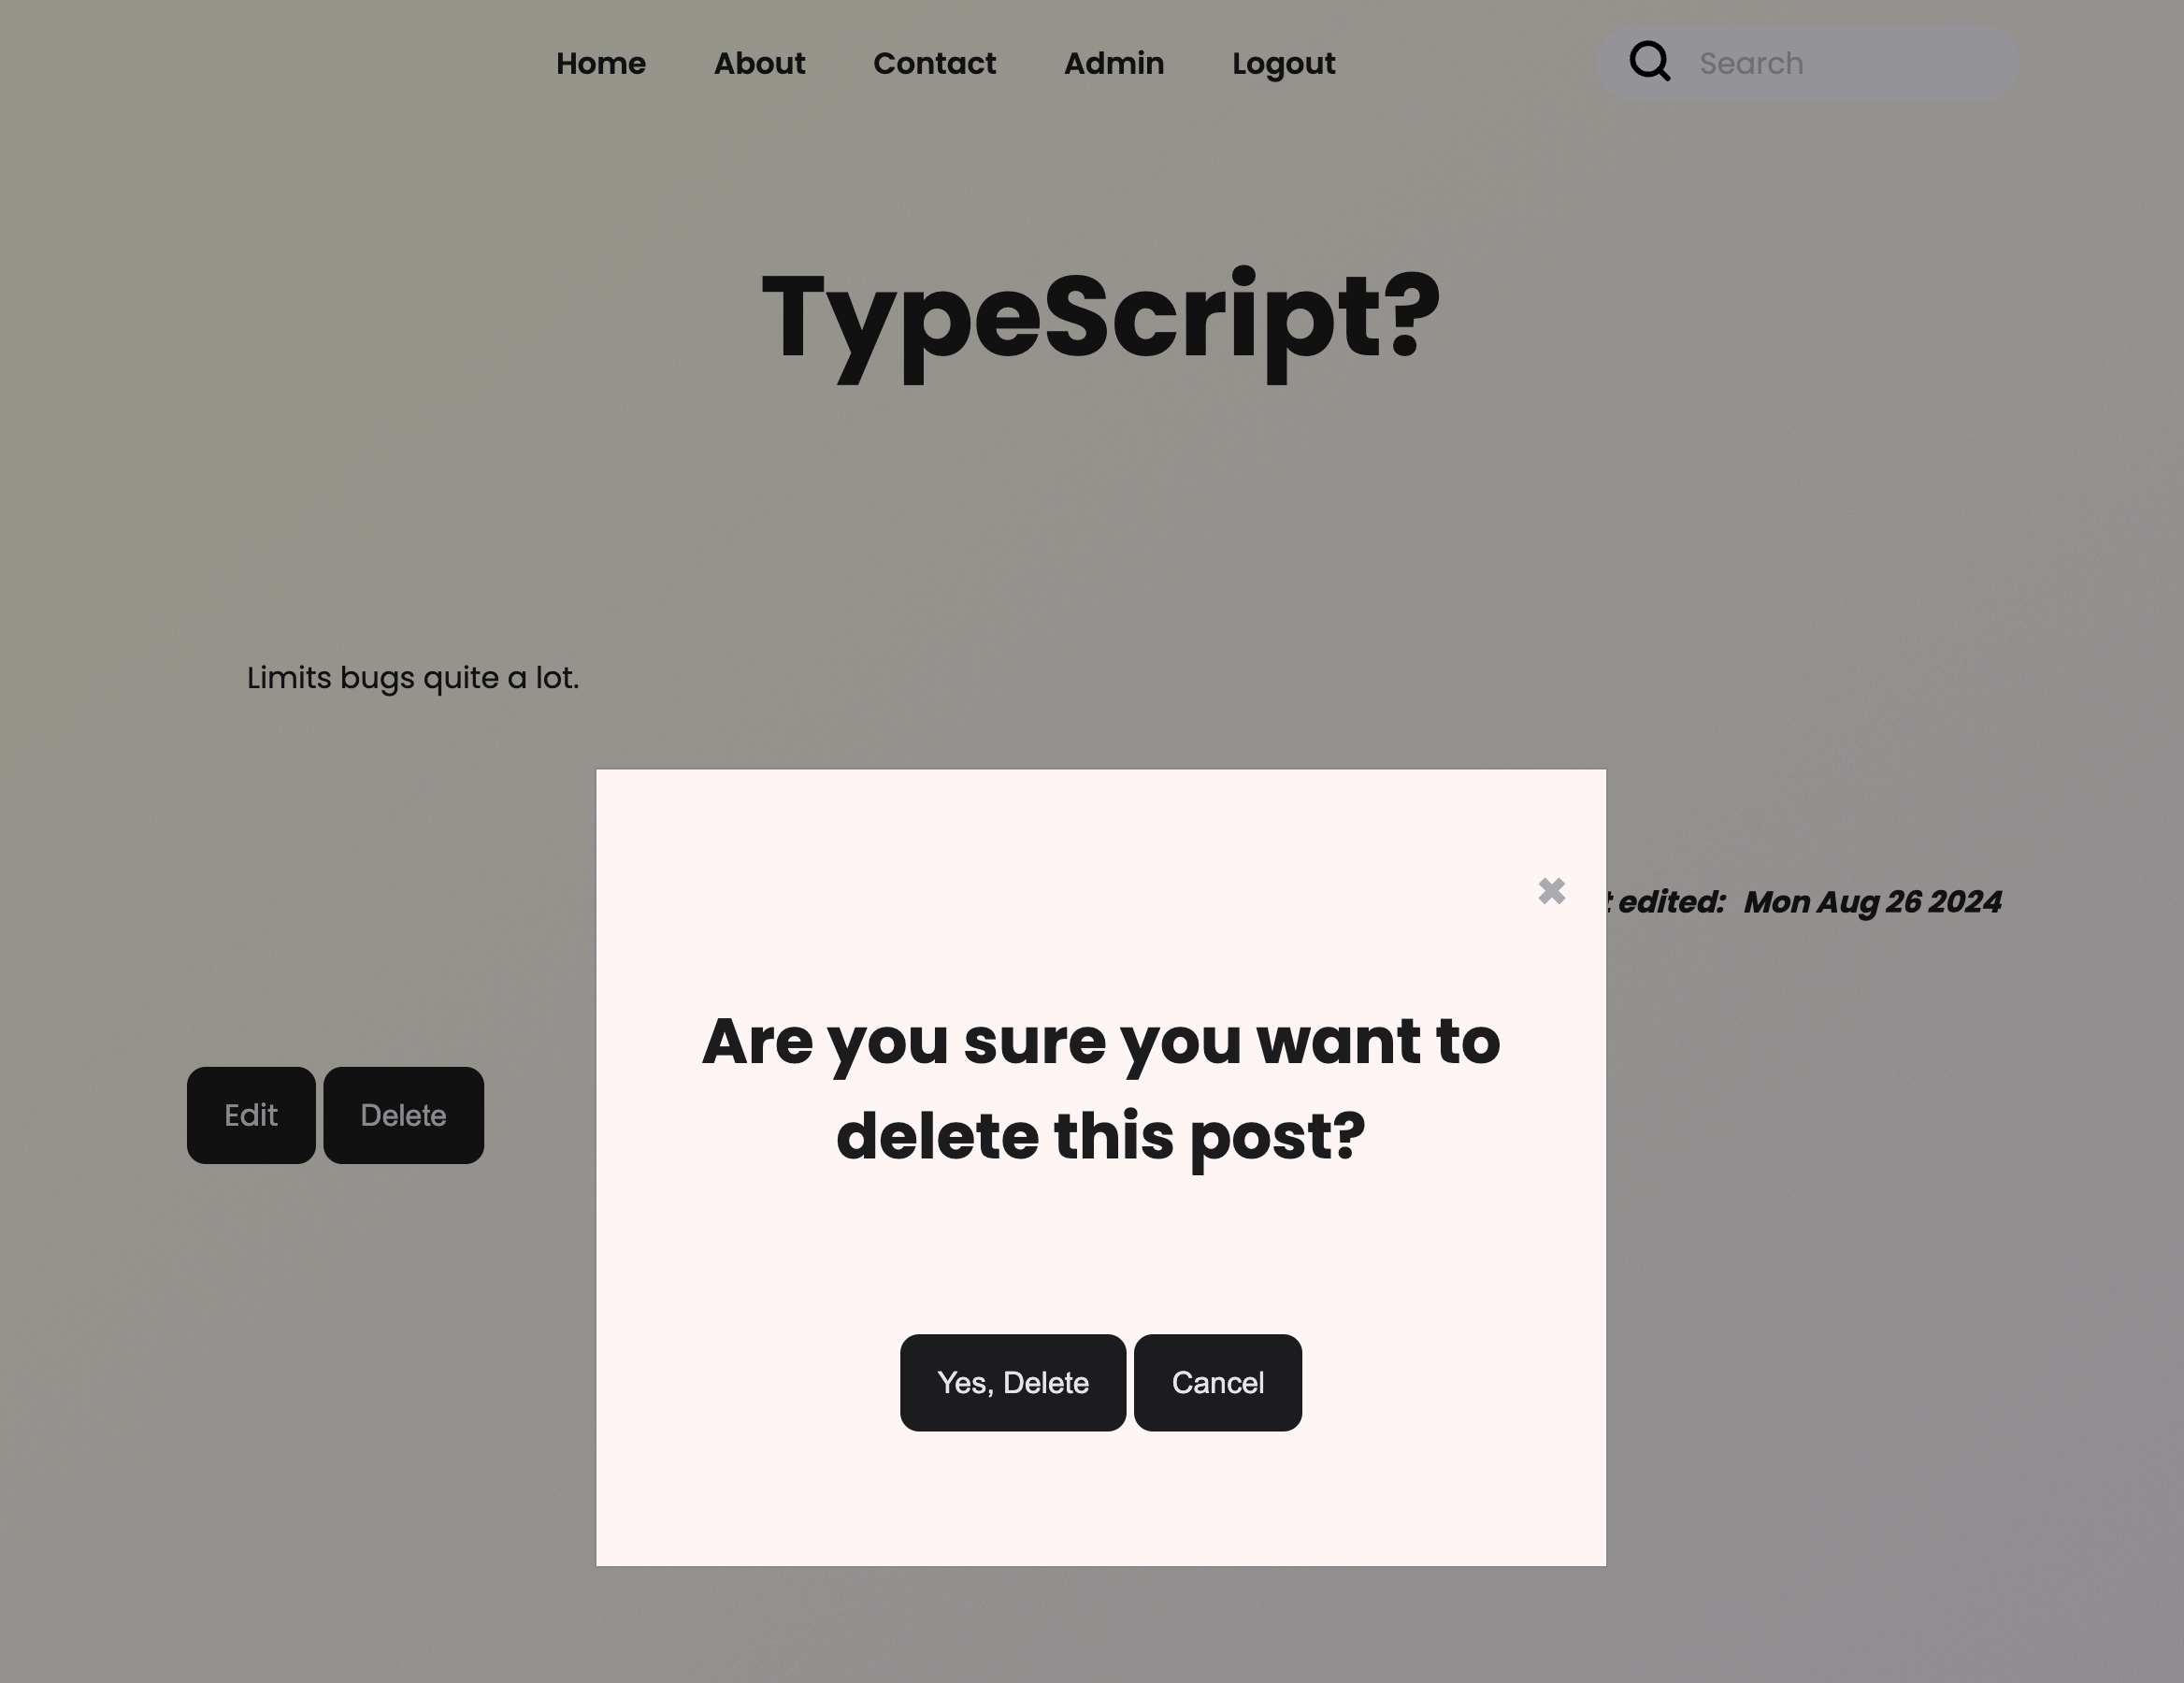 Home About Contact Admin Logout Search
TypeScript?
Limits bugs quite a lot.
edited: Mon Aug 26 2024
Are you sure you want to
delete this post?
Edit Delete
Yes, Delete Cancel